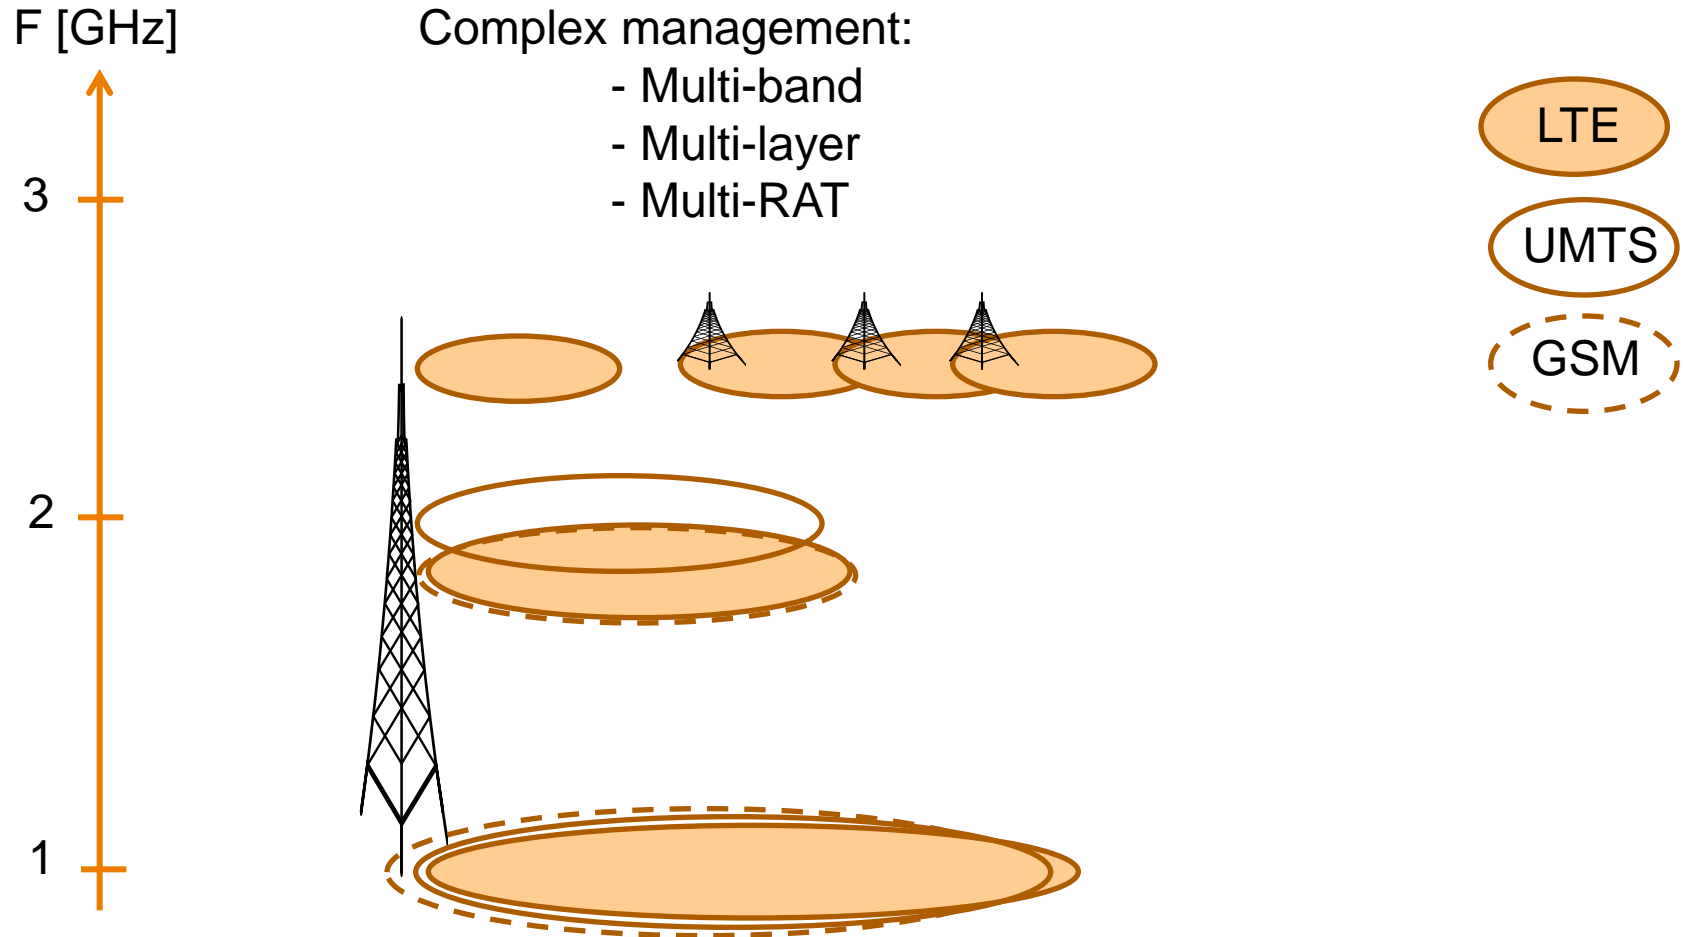 F [GHz]
Complex management:
- Multi-band
- Multi-layer
- Multi-RAT
3
2
1
LTE
UMTS
GSM